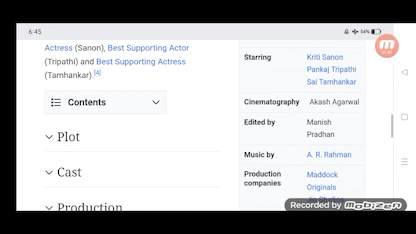 6:45
34%
Actress (Sanon), Best Supporting Actor
(Tripathi) and Best Supporting Actress
(Tamhankar).[4]
Contents
Plot
Cast
Production
Starring
Kriti Sanon
Pankaj Tripathi
Sai Tamhankar
Cinematography Akash Agarwal
Edited by Manish
Pradhan
Music by A. R. Rahman
Production Maddock
companies Originals
Recorded by mobizen